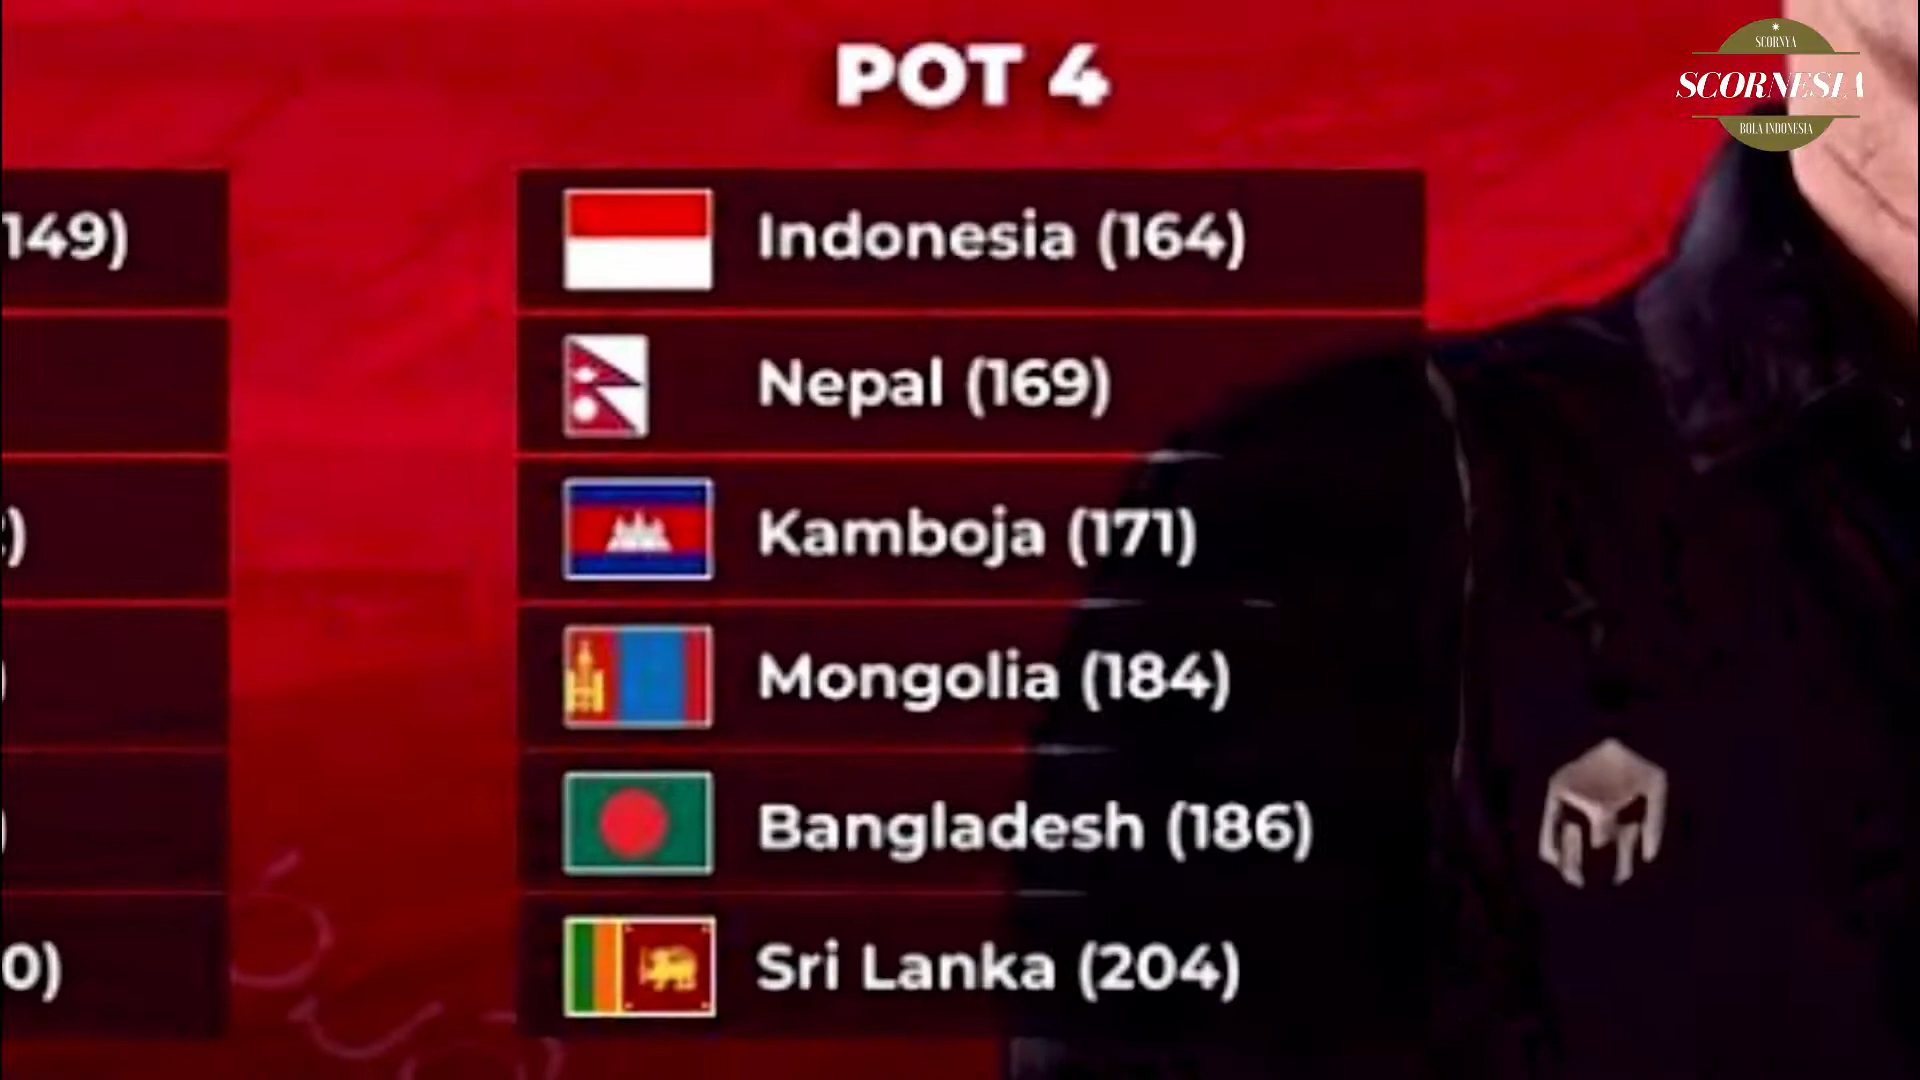 POT 4
SCORNYA
SCORNESIA
BOLA INDONESIA
149)
Indonesia (164)
Nepal (169)
Kamboja (171)
)
Mongolia (184)
)
Bangladesh (186)
)
0)
Sri Lanka (204)